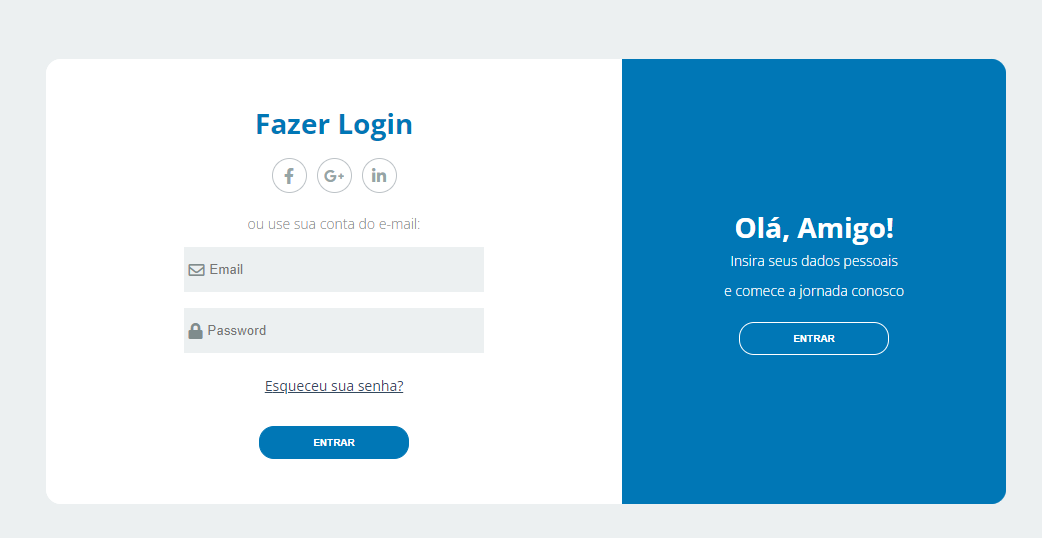 Fazer Login
f G+ in
ou use sua conta do e-mail:
Email
Password
Esqueceu sua senha?
ENTRAR
Olá, Amigo!
Insira seus dados pessoais
e comece a jornada conosco
ENTRAR